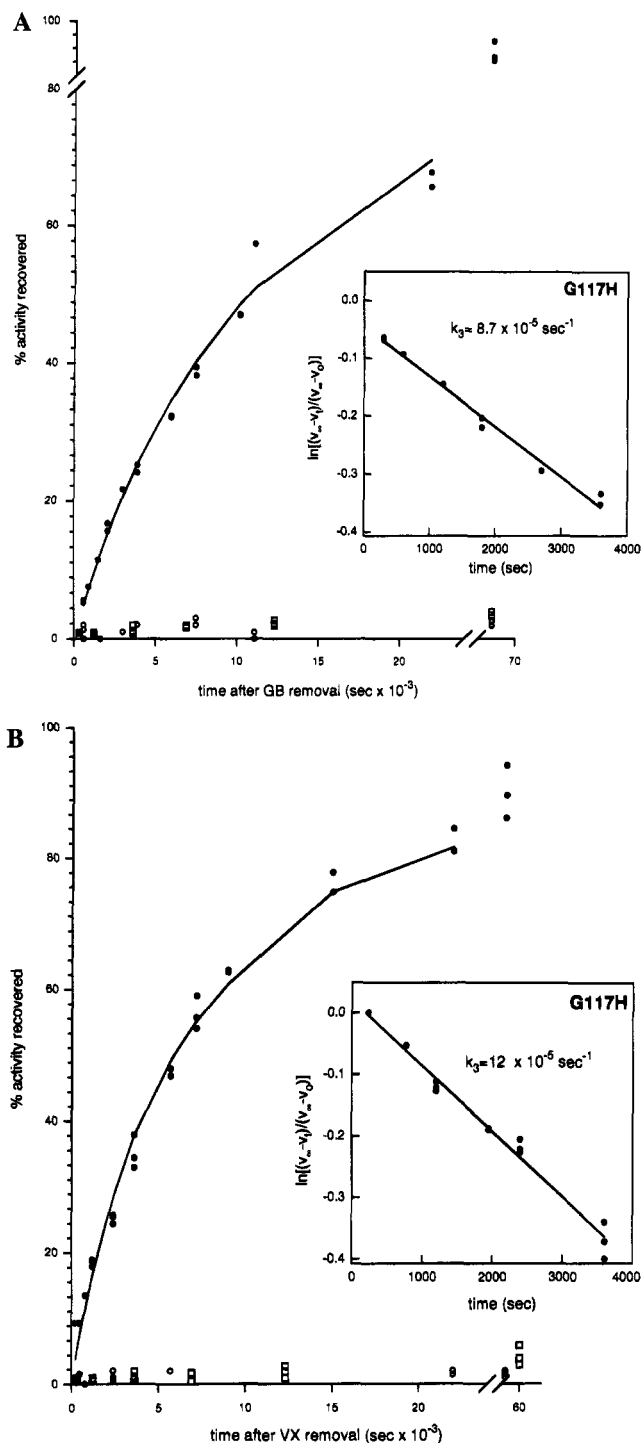 A
100
80
60
40
20
0
% activity recovered
0 5 10 15 20 70
time after GB removal (sec x 10⁻³)
G117H
k₃= 8.7 x 10⁻⁵ sec⁻¹
0.0
-0.1
-0.2
-0.3
-0.4
ln[(v∞-vₜ)/(v∞-v₀)]
0 1000 2000 3000 4000
time (sec)
B
100
80
60
40
20
0
% activity recovered
0 5 10 15 20 60
time after VX removal (sec x 10⁻³)
G117H
k₃=12 x 10⁻⁵ sec⁻¹
0.0
-0.1
-0.2
-0.3
-0.4
ln[(v∞-vₜ)/(v∞-v₀)]
0 1000 2000 3000 4000
time (sec)